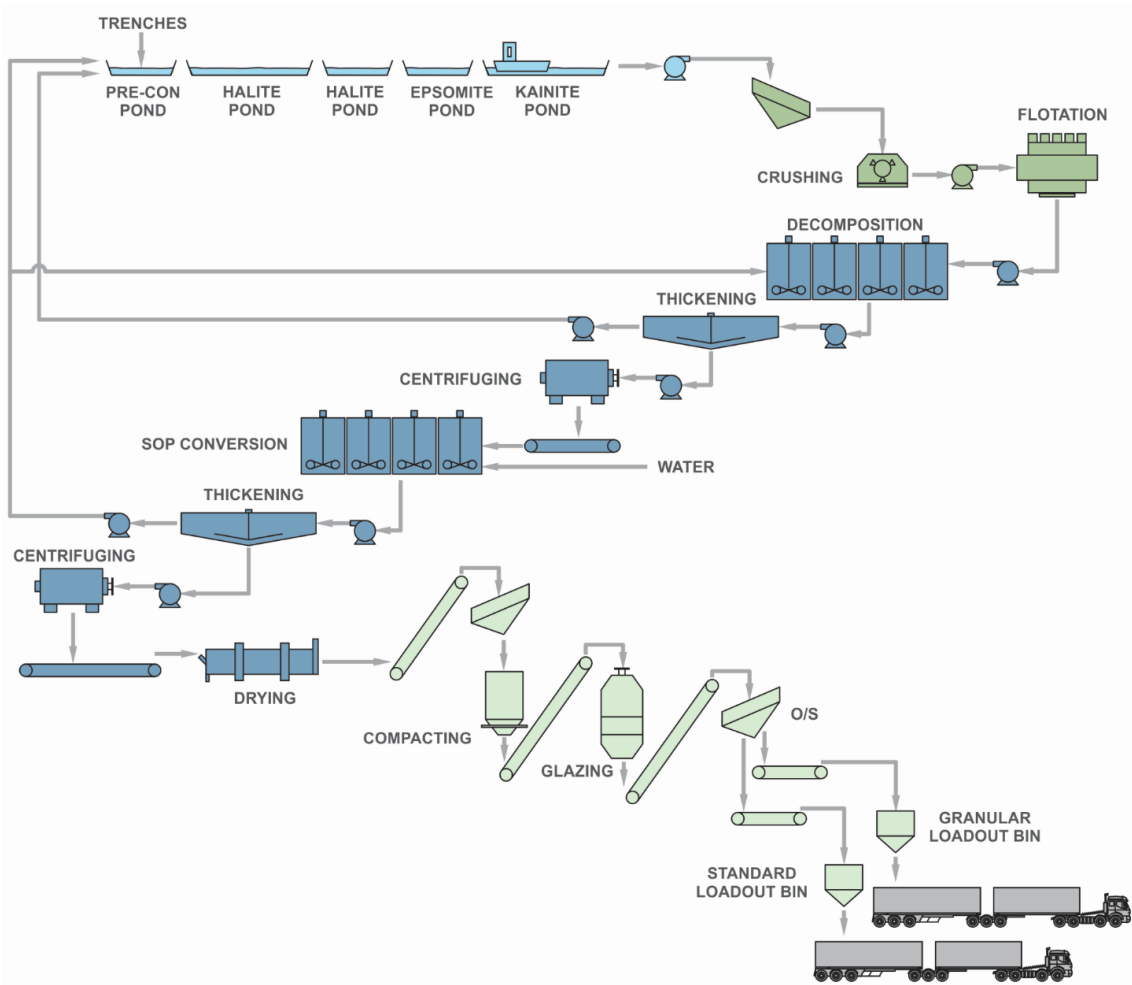 TRENCHES
PRE-CON
POND
HALITE
POND
HALITE
POND
EPSOMITE
POND
KAINITE
POND
FLOTATION
CRUSHING
DECOMPOSITION
THICKENING
CENTRIFUGING
SOP CONVERSION
WATER
THICKENING
CENTRIFUGING
DRYING
COMPACTING
GLAZING
O/S
GRANULAR
LOADOUT BIN
STANDARD
LOADOUT BIN